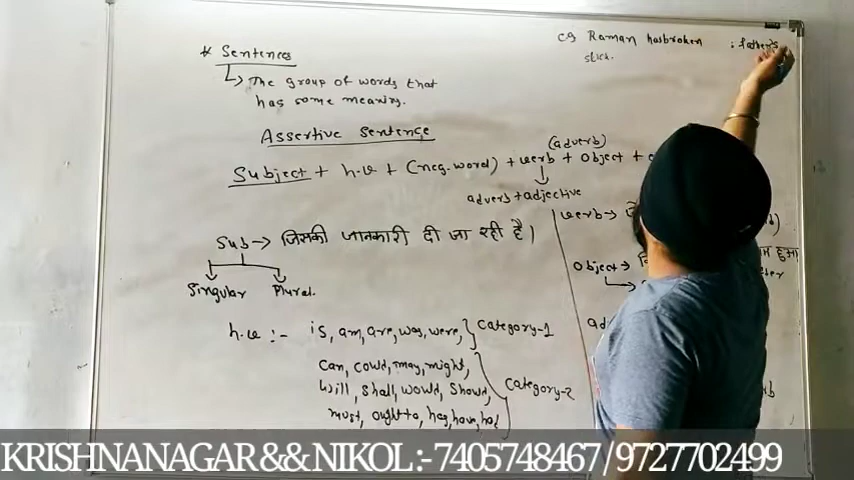 * Sentences
The group of words that
has some meaning.
eg Raman hasbroken : father's
stick.
Assertive Sentence
(adverb)
Subject + h.v + (neg.word) + verb + object +
adverb + adjective
Sub → जिसकी जानकारी दी जा रही है।
Singular Plural.
verb →
object →
h.v :- is, am, are, was, were, } Category-1
Can, could, may, might,
Will, shall, would, should, Category-2
must, ought to, has, have, had
KRISHNANAGAR && NIKOL :- 7405748467 / 9727702499